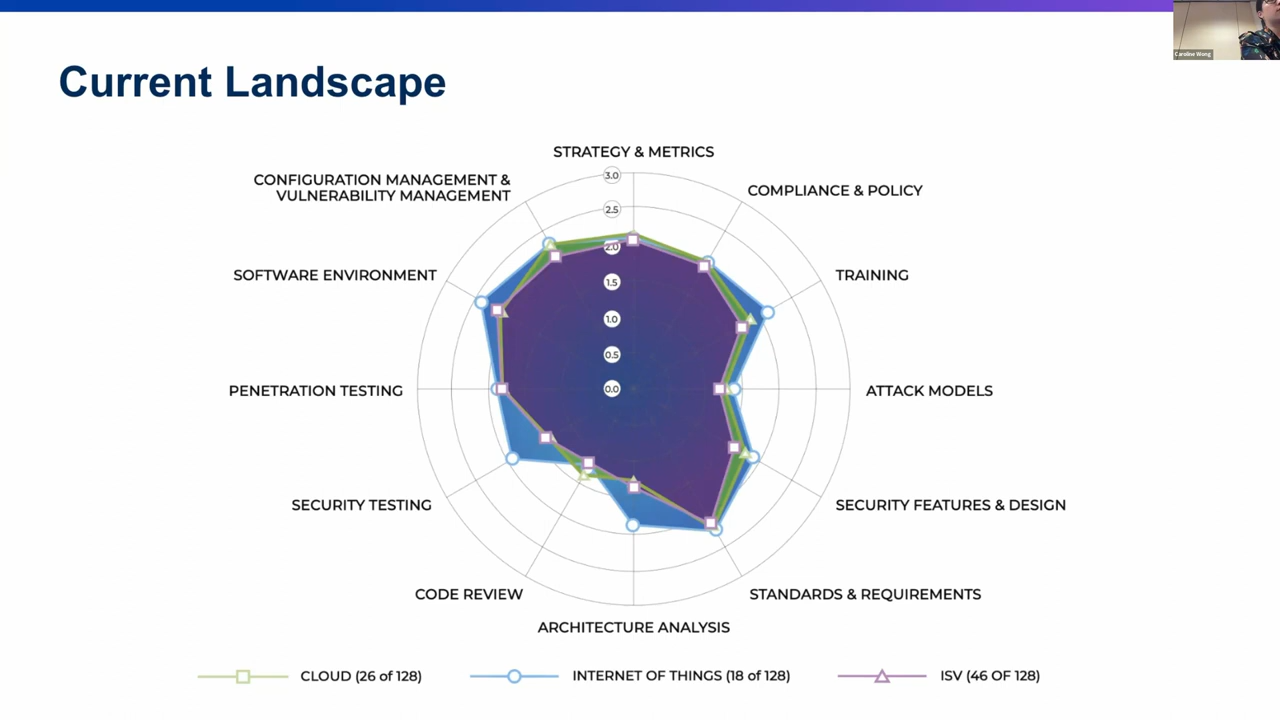 Caroline Wong
Current Landscape
STRATEGY & METRICS
CONFIGURATION MANAGEMENT &
VULNERABILITY MANAGEMENT
COMPLIANCE & POLICY
SOFTWARE ENVIRONMENT
TRAINING
PENETRATION TESTING
ATTACK MODELS
SECURITY TESTING
SECURITY FEATURES & DESIGN
CODE REVIEW
STANDARDS & REQUIREMENTS
ARCHITECTURE ANALYSIS
3.0
2.5
2.0
1.5
1.0
0.5
0.0
CLOUD (26 of 128)
INTERNET OF THINGS (18 of 128)
ISV (46 OF 128)